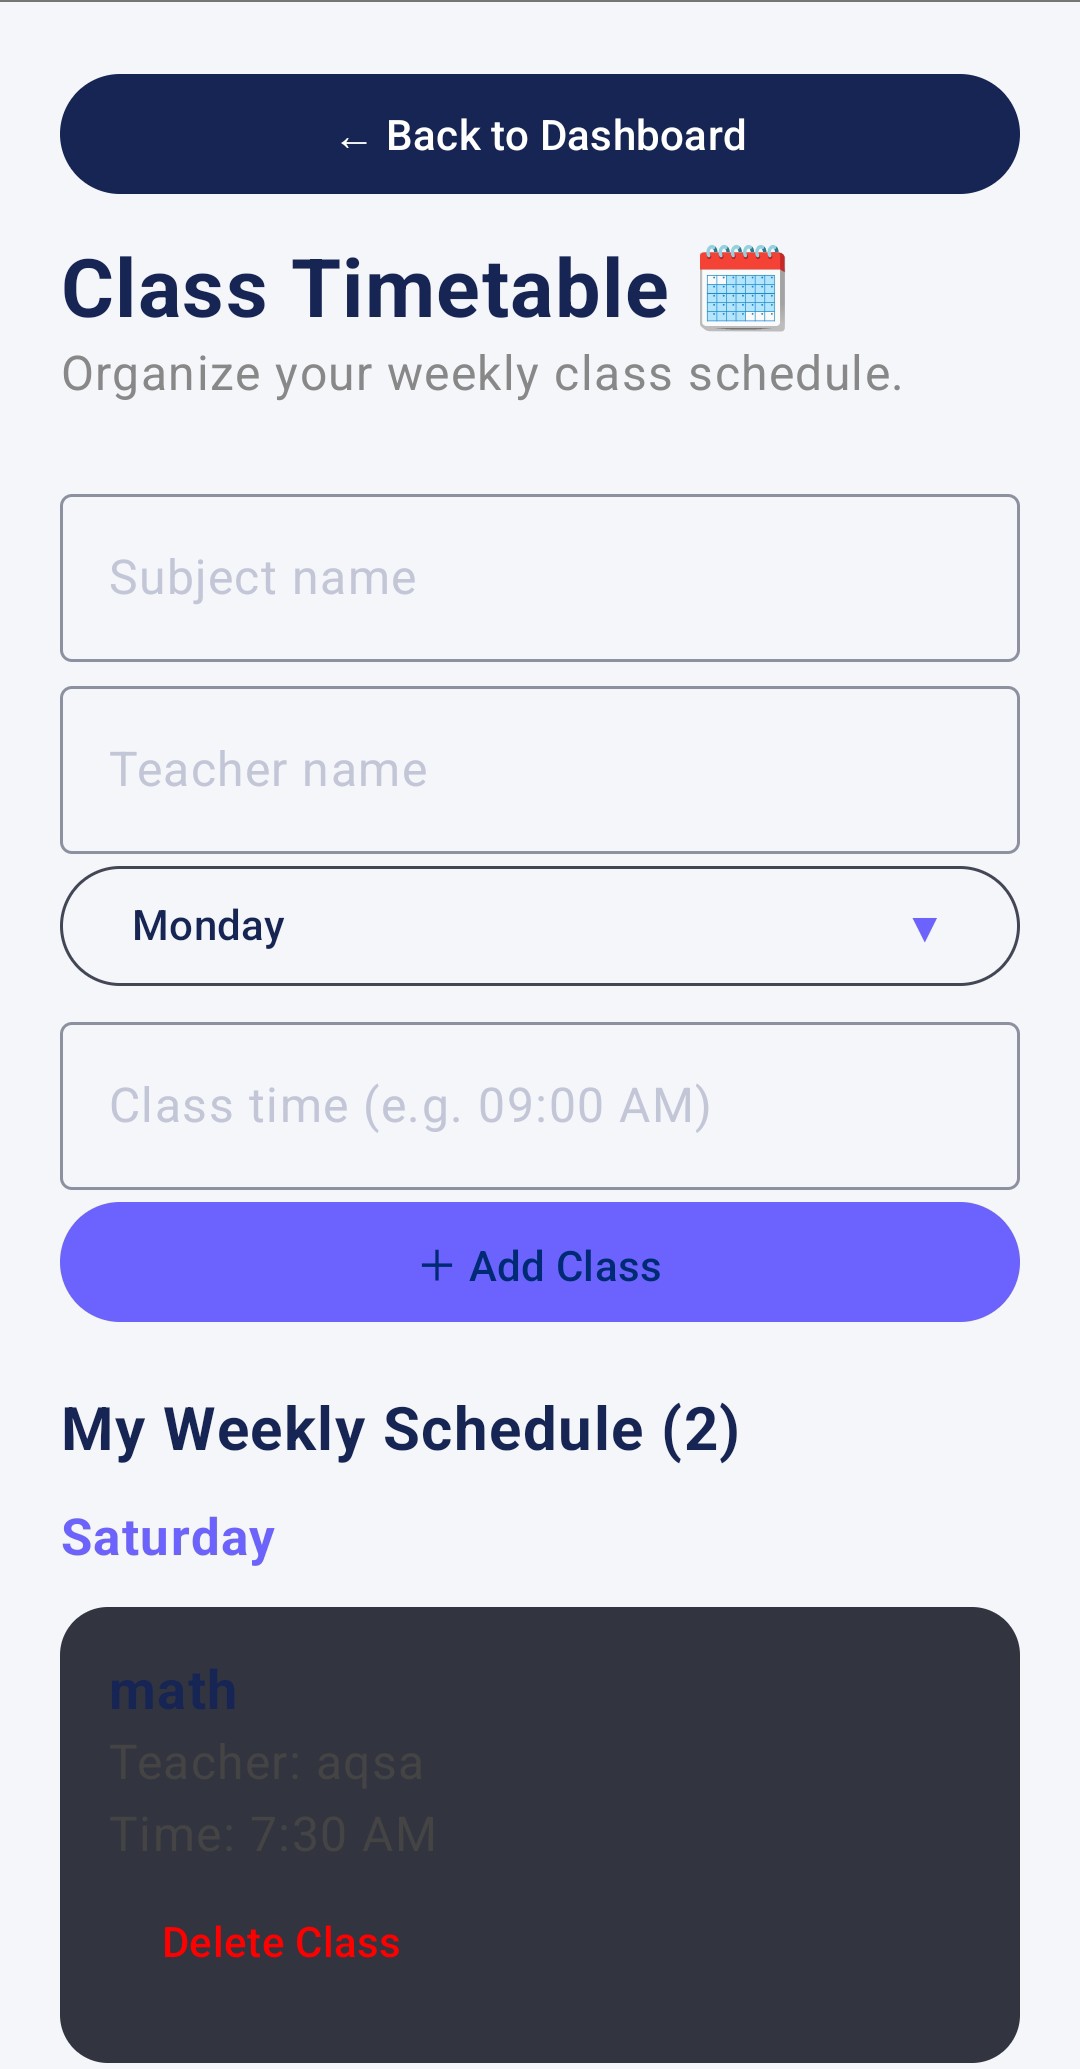 ← Back to Dashboard
Class Timetable 🗓️
Organize your weekly class schedule.
Subject name
Teacher name
Monday ▼
Class time (e.g. 09:00 AM)
+ Add Class
My Weekly Schedule (2)
Saturday
math
Teacher: aqsa
Time: 7:30 AM
Delete Class